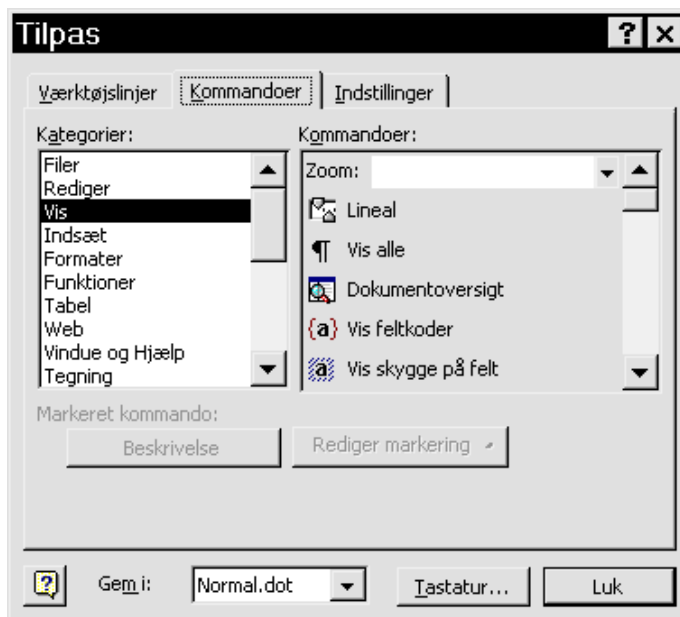 Tilpas
Værktøjslinjer Kommandoer Indstillinger
Kategorier: Kommandoer:
Filer
Rediger
Vis
Indsæt
Formater
Funktioner
Tabel
Web
Vindue og Hjælp
Tegning
Zoom:
Lineal
¶ Vis alle
Dokumentoversigt
{a} Vis feltkoder
a Vis skygge på felt
Markeret kommando:
Beskrivelse Rediger markering
Gem i: Normal.dot Tastatur... Luk